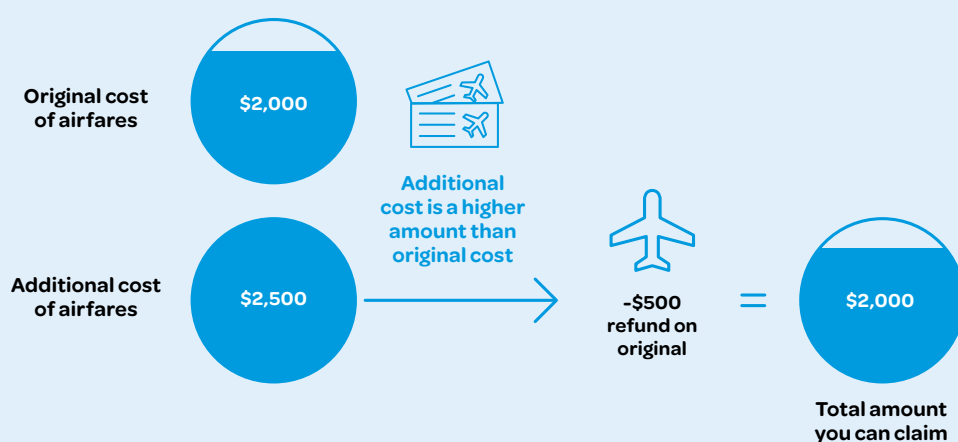 Original cost
of airfares
$2,000
Additional
cost is a higher
amount than
original cost
Additional cost
of airfares
$2,500
-$500
refund on
original
=
$2,000
Total amount
you can claim